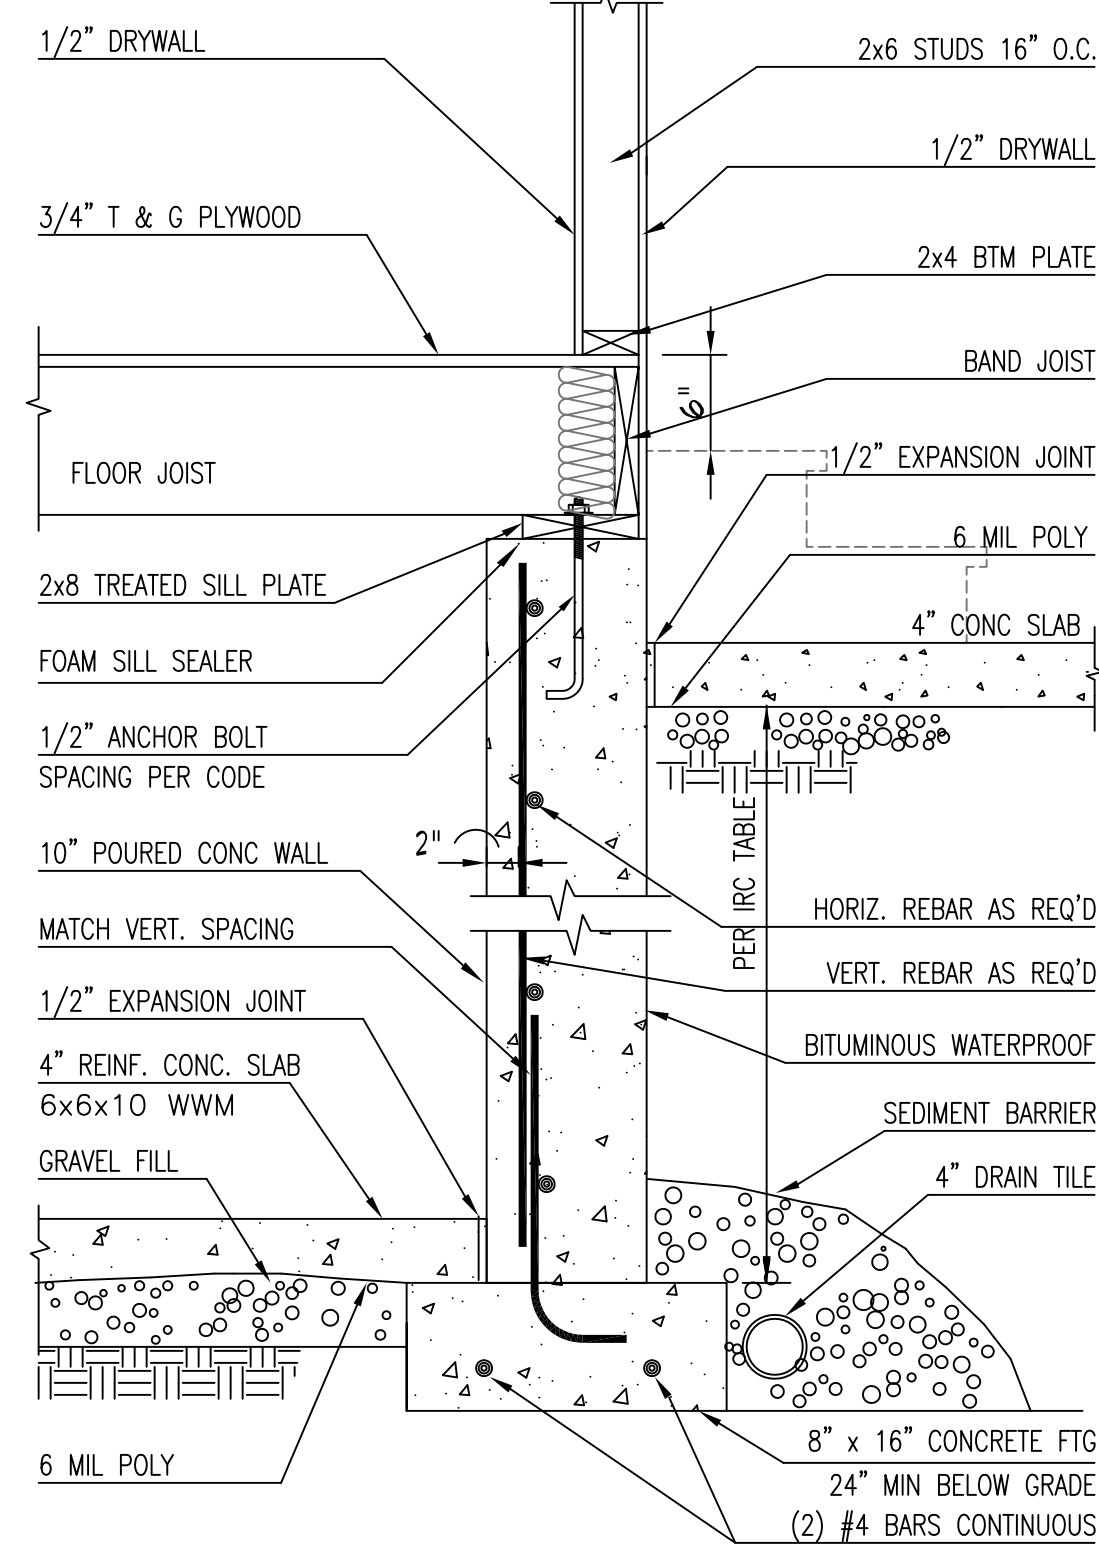 1/2" DRYWALL
3/4" T & G PLYWOOD
FLOOR JOIST
2x8 TREATED SILL PLATE
FOAM SILL SEALER
1/2" ANCHOR BOLT
SPACING PER CODE
2"
10" POURED CONC WALL
MATCH VERT. SPACING
1/2" EXPANSION JOINT
4" REINF. CONC. SLAB
6x6x10 WWM
GRAVEL FILL
6 MIL POLY
2x6 STUDS 16" O.C.
1/2" DRYWALL
2x4 BTM PLATE
BAND JOIST
6"
1/2" EXPANSION JOINT
6 MIL POLY
4" CONC SLAB
PER IRC TABLE
HORIZ. REBAR AS REQ'D
VERT. REBAR AS REQ'D
BITUMINOUS WATERPROOF
SEDIMENT BARRIER
4" DRAIN TILE
8" x 16" CONCRETE FTG
24" MIN BELOW GRADE
(2) #4 BARS CONTINUOUS